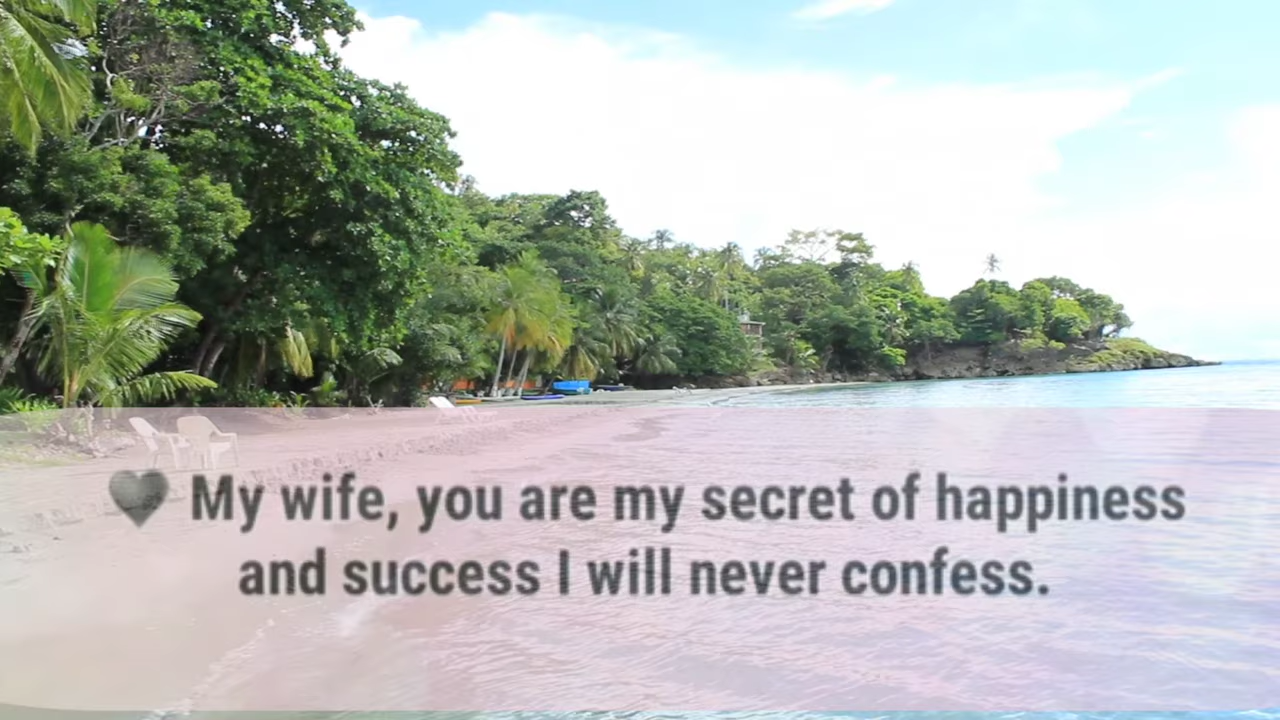 ♥ My wife, you are my secret of happiness
and success I will never confess.